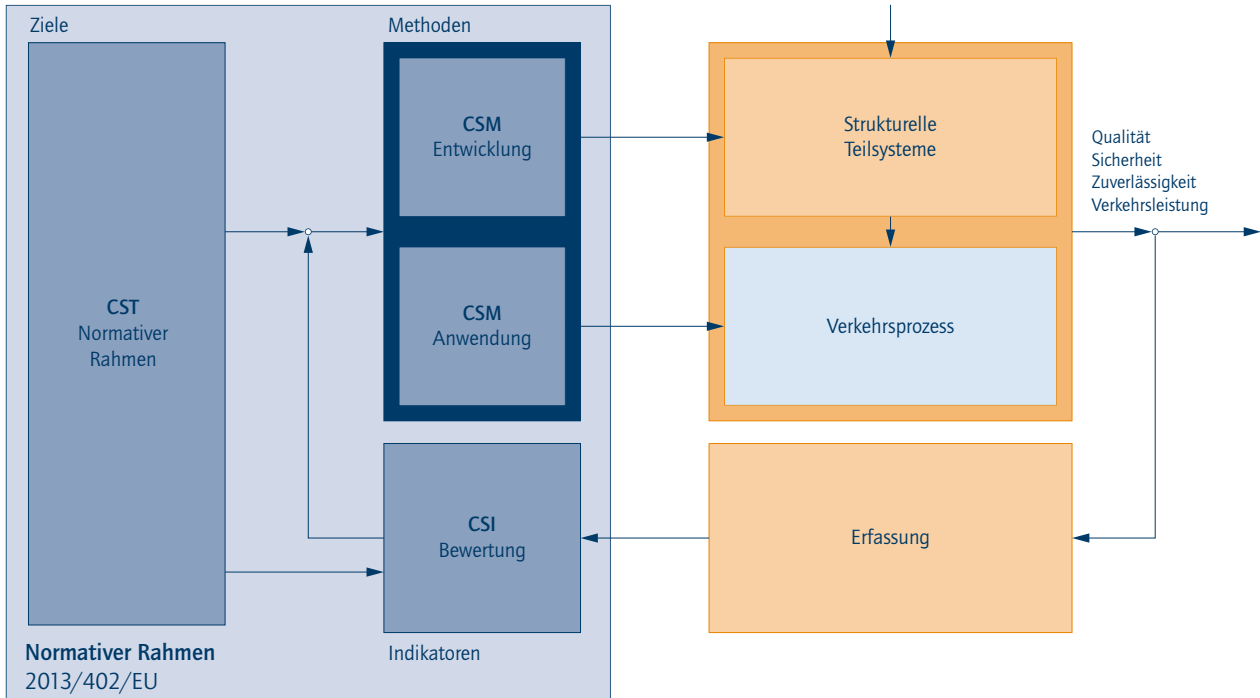 Ziele
Methoden
CST
Normativer
Rahmen
CSM
Entwicklung
CSM
Anwendung
CSI
Bewertung
Indikatoren
Normativer Rahmen
2013/402/EU
Strukturelle
Teilsysteme
Verkehrsprozess
Erfassung
Qualität
Sicherheit
Zuverlässigkeit
Verkehrsleistung